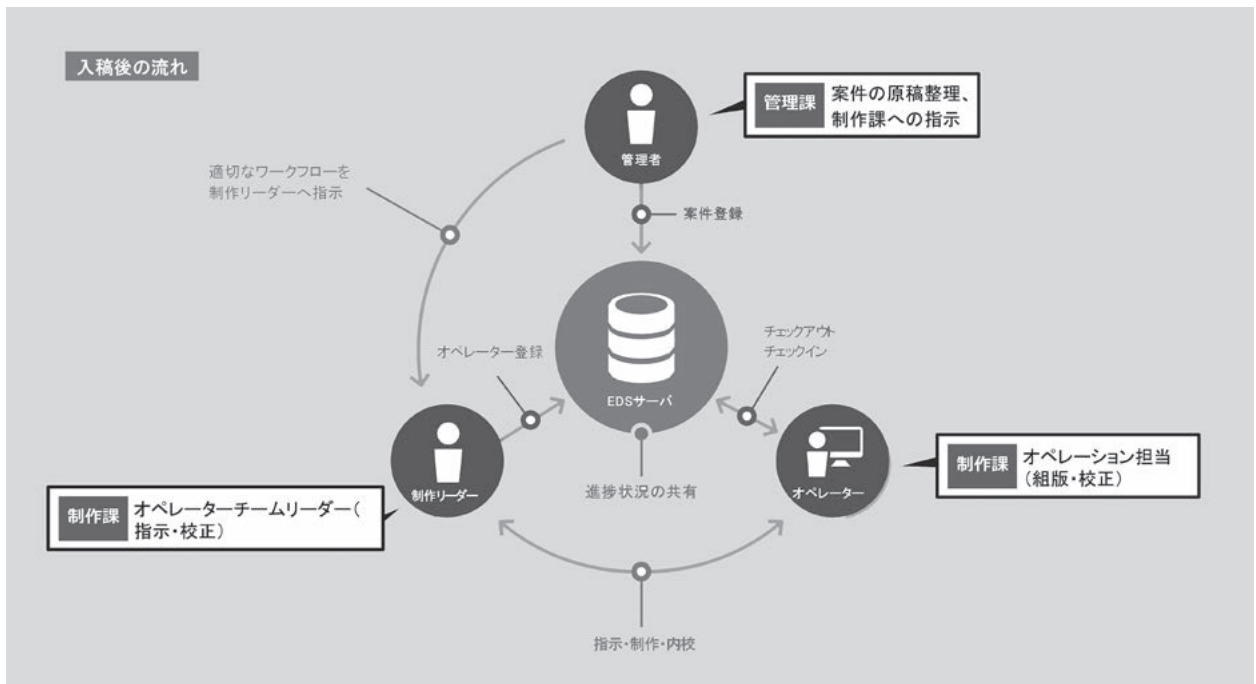 入稿後の流れ
管理課
案件の原稿整理、
制作課への指示
管理者
適切なワークフローを
制作リーダーへ指示
案件登録
チェックアウト
チェックイン
オペレーター登録
EDSサーバ
制作リーダー
オペレーター
制作課
オペレーション担当
(組版・校正)
進捗状況の共有
制作課
オペレーターチームリーダー(
指示・校正)
指示・制作・内校